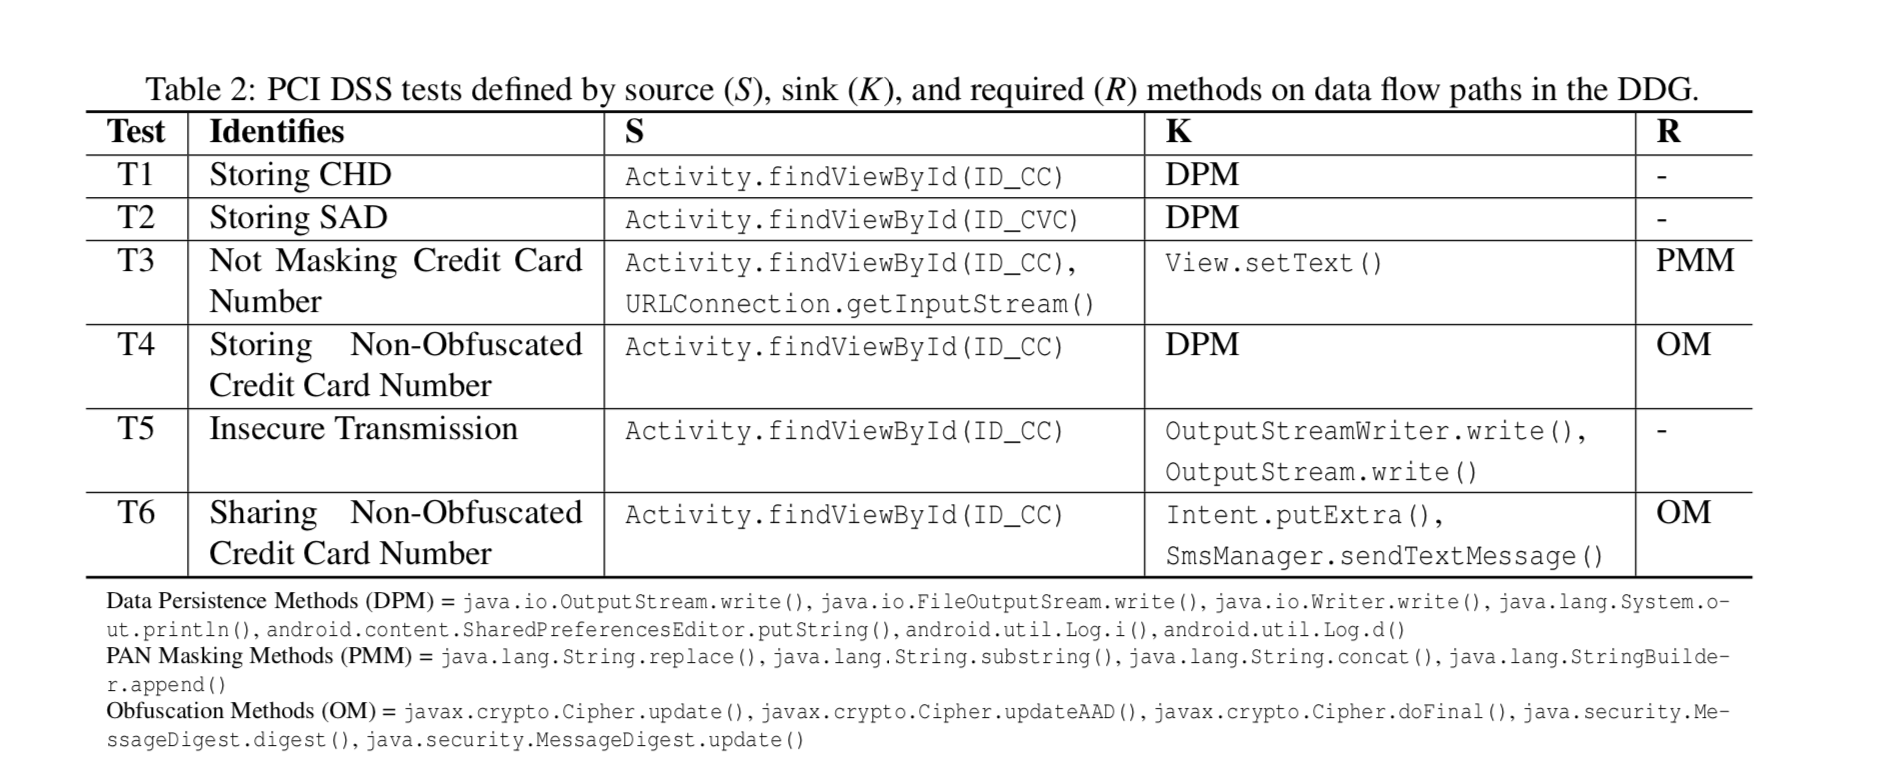 Table 2: PCI DSS tests defined by source (S), sink (K), and required (R) methods on data flow paths in the DDG.
Test Identifies S K R
T1 Storing CHD Activity.findViewById(ID_CC) DPM -
T2 Storing SAD Activity.findViewById(ID_CVC) DPM -
T3 Not Masking Credit Card Activity.findViewById(ID_CC), View.setText() PMM
Number URLConnection.getInputStream()
T4 Storing Non-Obfuscated Activity.findViewById(ID_CC) DPM OM
Credit Card Number
T5 Insecure Transmission Activity.findViewById(ID_CC) OutputStreamWriter.write(), -
OutputStream.write()
T6 Sharing Non-Obfuscated Activity.findViewById(ID_CC) Intent.putExtra(), OM
Credit Card Number SmsManager.sendTextMessage()
Data Persistence Methods (DPM) = java.io.OutputStream.write(), java.io.FileOutputSream.write(), java.io.Writer.write(), java.lang.System.o-
ut.println(), android.content.SharedPreferencesEditor.putString(), android.util.Log.i(), android.util.Log.d()
PAN Masking Methods (PMM) = java.lang.String.replace(), java.lang.String.substring(), java.lang.String.concat(), java.lang.StringBuilde-
r.append()
Obfuscation Methods (OM) = javax.crypto.Cipher.update(), javax.crypto.Cipher.updateAAD(), javax.crypto.Cipher.doFinal(), java.security.Me-
ssageDigest.digest(), java.security.MessageDigest.update()